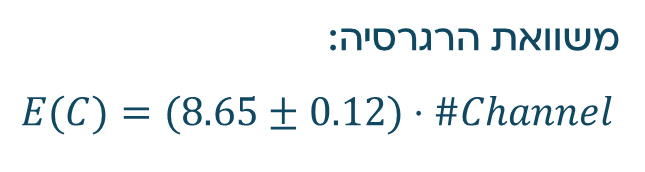 משוואת הרגרסיה:
E(C) = (8.65 ± 0.12) · #Channel